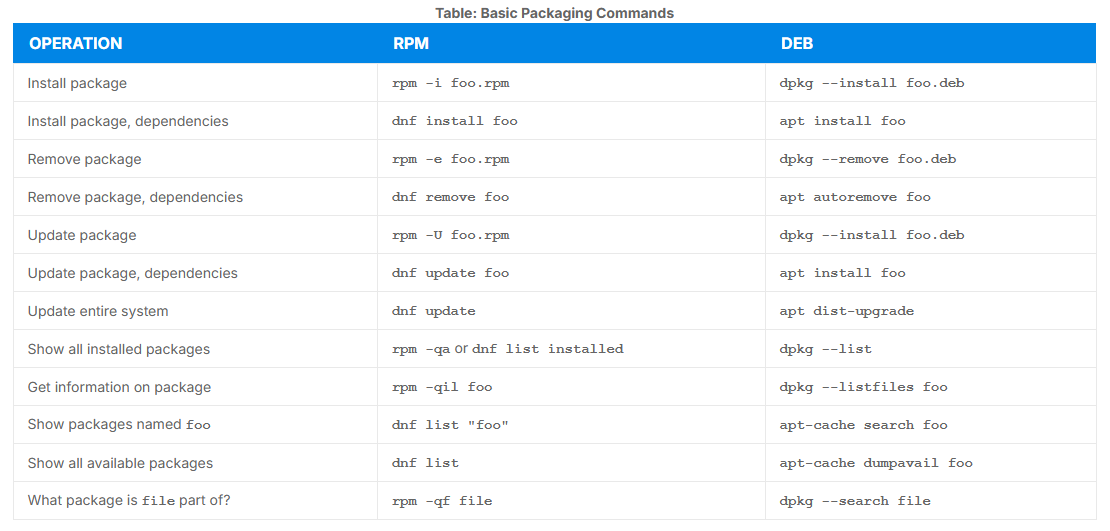 Table: Basic Packaging Commands
OPERATION RPM DEB
Install package rpm -i foo.rpm dpkg --install foo.deb
Install package, dependencies dnf install foo apt install foo
Remove package rpm -e foo.rpm dpkg --remove foo.deb
Remove package, dependencies dnf remove foo apt autoremove foo
Update package rpm -U foo.rpm dpkg --install foo.deb
Update package, dependencies dnf update foo apt install foo
Update entire system dnf update apt dist-upgrade
Show all installed packages rpm -qa or dnf list installed dpkg --list
Get information on package rpm -qil foo dpkg --listfiles foo
Show packages named foo dnf list "foo" apt-cache search foo
Show all available packages dnf list apt-cache dumpavail foo
What package is file part of? rpm -qf file dpkg --search file